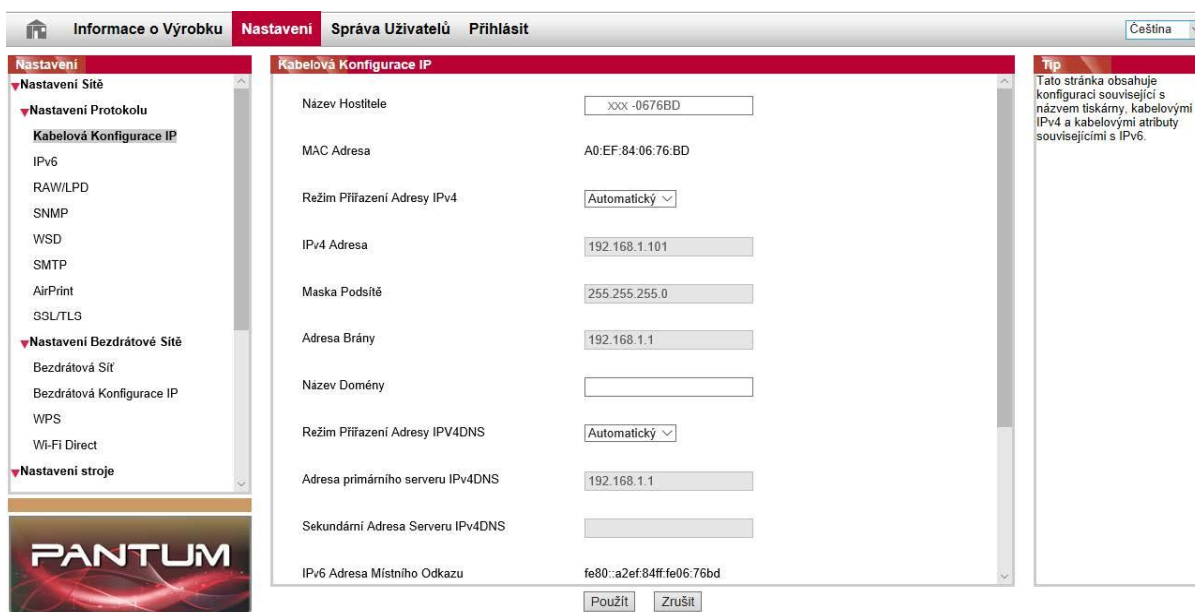 Informace o Výrobku Nastavení Správa Uživatelů Přihlásit Čeština
Nastavení
Nastavení Sítě
Nastavení Protokolu
Kabelová Konfigurace IP
IPv6
RAW/LPD
SNMP
WSD
SMTP
AirPrint
SSL/TLS
Nastavení Bezdrátové Sítě
Bezdrátová Síť
Bezdrátová Konfigurace IP
WPS
Wi-Fi Direct
Nastavení stroje
PANTUM
Kabelová Konfigurace IP
Název Hostitele xxx -0676BD
MAC Adresa A0:EF:84:06:76:BD
Režim Přiřazení Adresy IPv4 Automatický
IPv4 Adresa 192.168.1.101
Maska Podsítě 255.255.255.0
Adresa Brány 192.168.1.1
Název Domény
Režim Přiřazení Adresy IPV4DNS Automatický
Adresa primárního serveru IPv4DNS 192.168.1.1
Sekundární Adresa Serveru IPv4DNS
IPv6 Adresa Místního Odkazu fe80::a2ef:84ff:fe06:76bd
Použít Zrušit
Tip
Tato stránka obsahuje
konfiguraci související s
názvem tiskárny, kabelovými
IPv4 a kabelovými atributy
souvisejícími s IPv6.